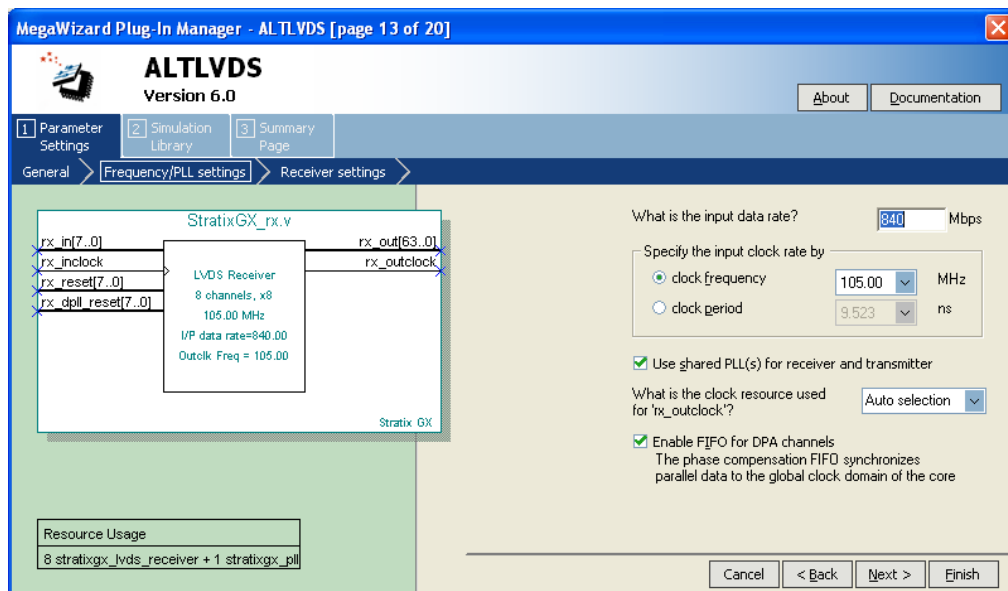 MegaWizard Plug-In Manager - ALTLVDS [page 13 of 20]
ALTLVDS
Version 6.0
About
Documentation
1 Parameter Settings
2 Simulation Library
3 Summary Page
General
Frequency/PLL settings
Receiver settings
StratixGX_rx.v
rx_in[7..0]
rx_inclock
rx_reset[7..0]
rx_dpll_reset[7..0]
rx_out[63..0]
rx_outclock
LVDS Receiver
8 channels, x8
105.00 MHz
I/P data rate=840.00
Outclk Freq = 105.00
Stratix GX
Resource Usage
8 stratixgx_lvds_receiver + 1 stratixgx_pll
What is the input data rate? 840 Mbps
Specify the input clock rate by
clock frequency 105.00 MHz
clock period 9.523 ns
Use shared PLL(s) for receiver and transmitter
What is the clock resource used
for 'rx_outclock'?
Auto selection
Enable FIFO for DPA channels
The phase compensation FIFO synchronizes
parallel data to the global clock domain of the core
Cancel
< Back
Next >
Finish